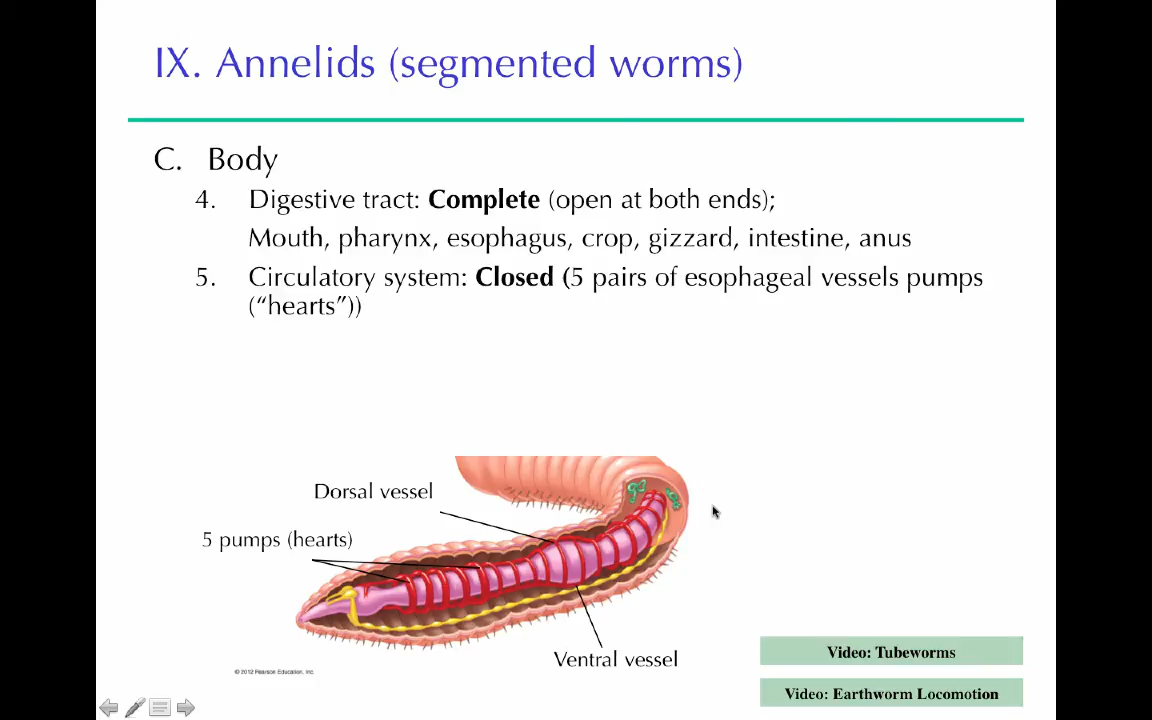 IX. Annelids (segmented worms)
C. Body
4. Digestive tract: Complete (open at both ends);
Mouth, pharynx, esophagus, crop, gizzard, intestine, anus
5. Circulatory system: Closed (5 pairs of esophageal vessels pumps
(“hearts”))
Dorsal vessel
5 pumps (hearts)
Ventral vessel
© 2012 Pearson Education, Inc.
Video: Tubeworms
Video: Earthworm Locomotion